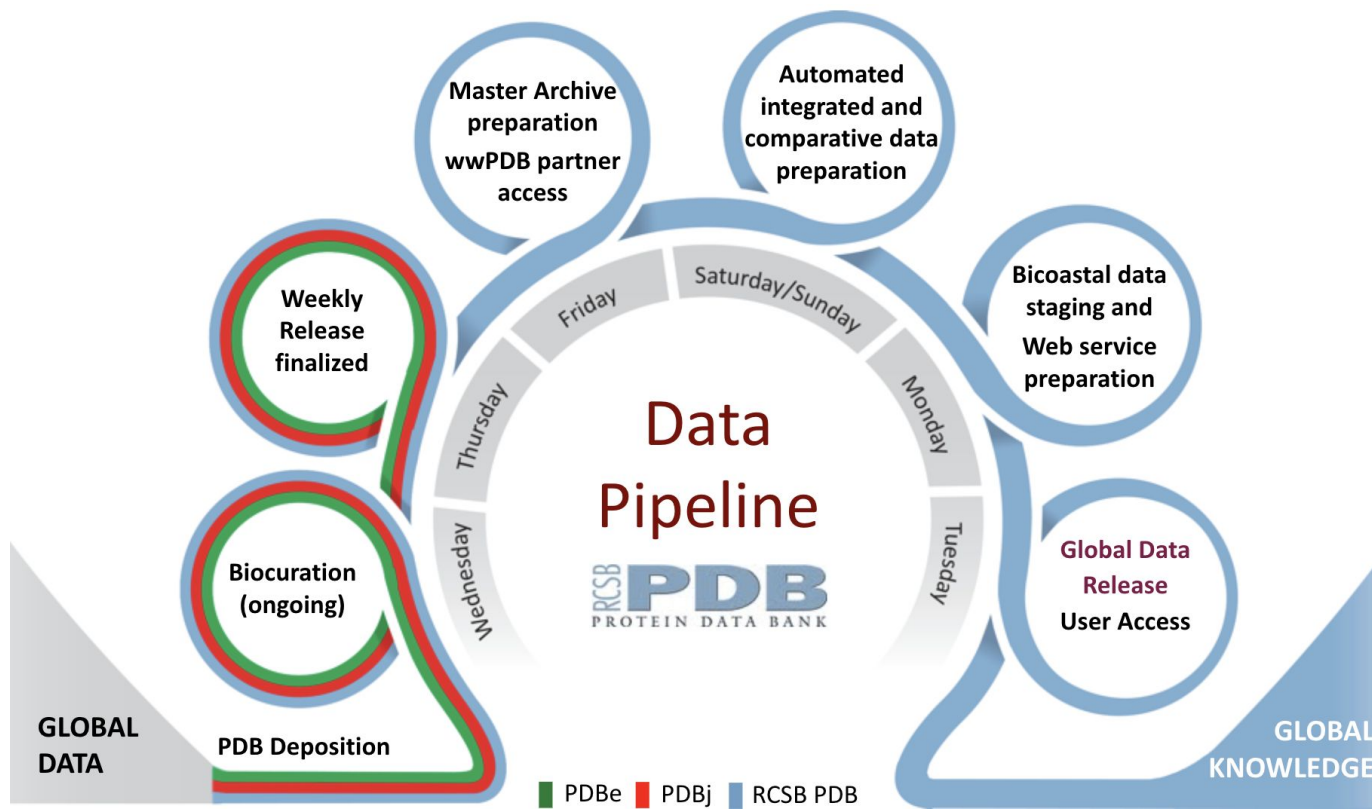 Master Archive
preparation
wwPDB partner
access
Automated
integrated and
comparative data
preparation
Weekly
Release
finalized
Bicoastal data
staging and
Web service
preparation
Biocuration
(ongoing)
Global Data
Release
User Access
Wednesday
Thursday
Friday
Saturday/Sunday
Monday
Tuesday
Data
Pipeline
RCSB
PDB
PROTEIN DATA BANK
GLOBAL
DATA
PDB Deposition
GLOBAL
KNOWLEDGE
PDBe PDBj RCSB PDB